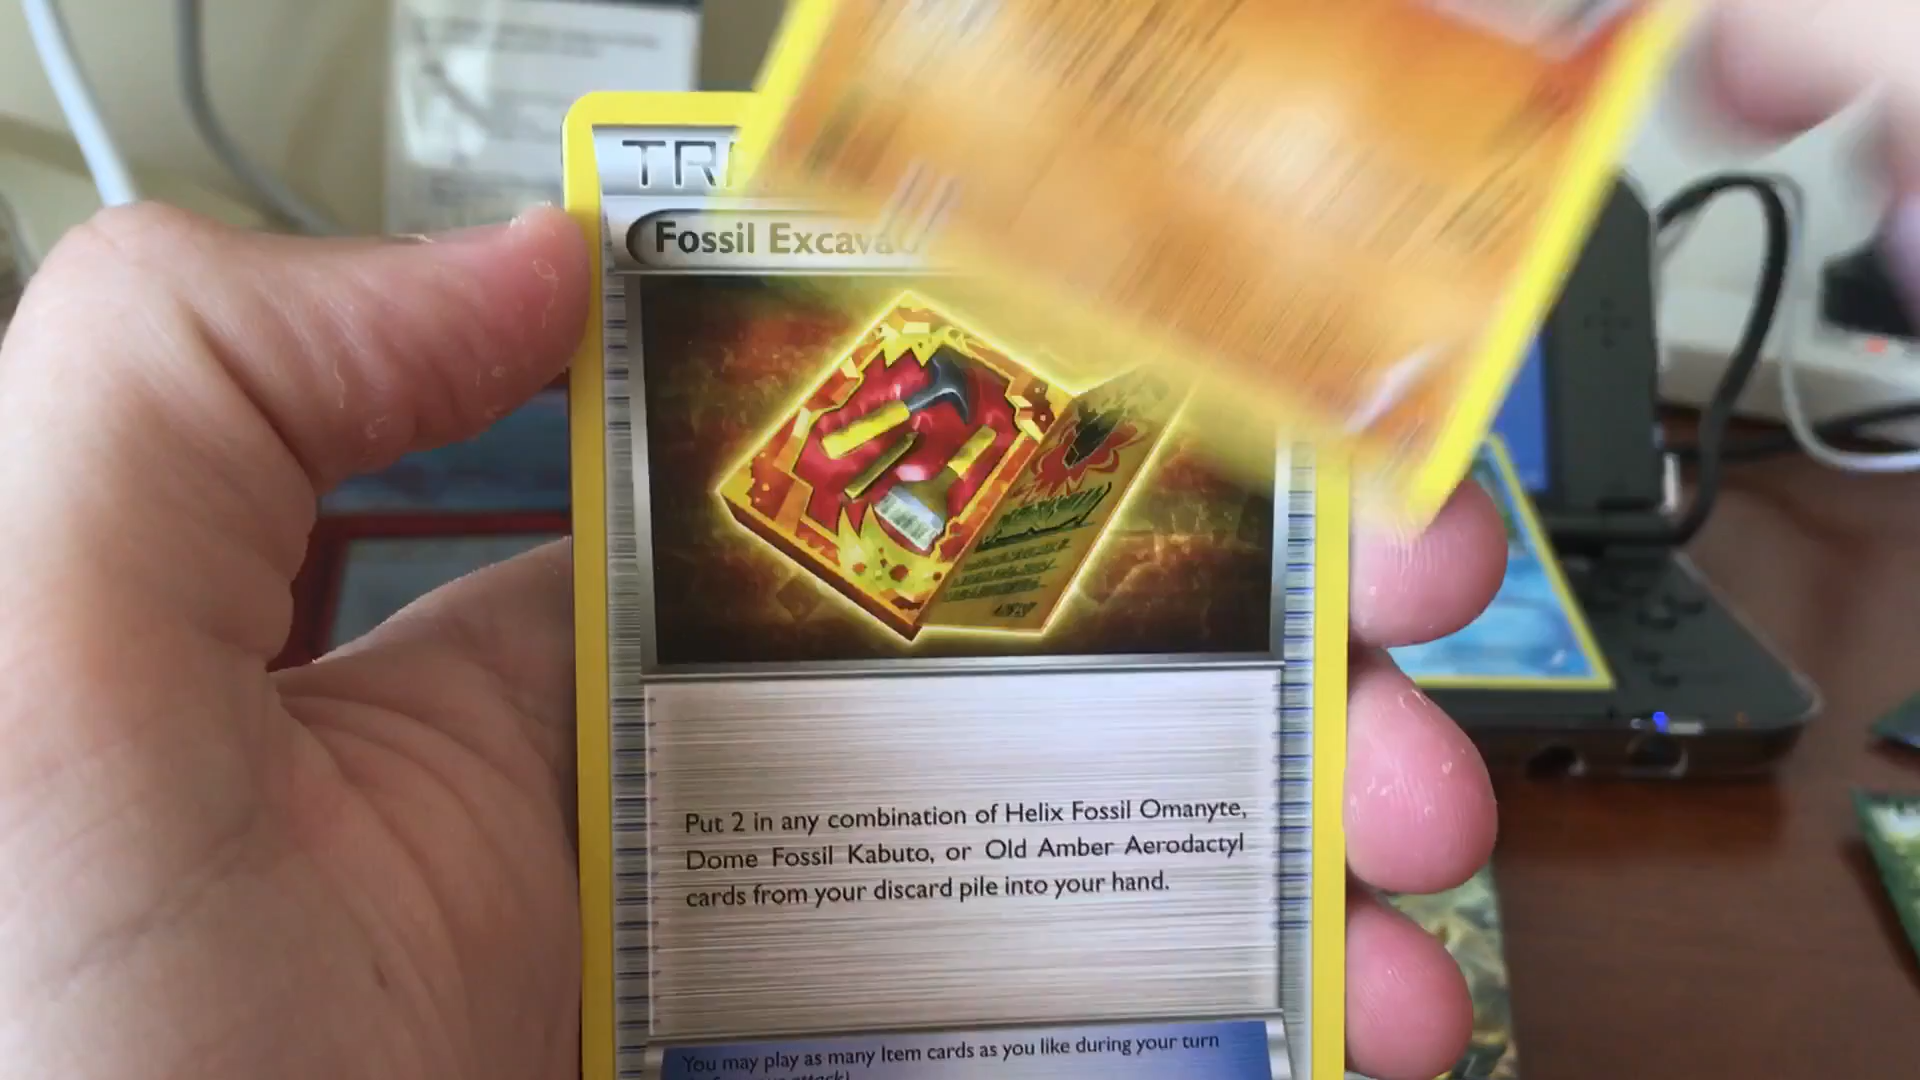 TR
Fossil Excava
Put 2 in any combination of Helix Fossil Omanyte,
Dome Fossil Kabuto, or Old Amber Aerodactyl
cards from your discard pile into your hand.
You may play as many Item cards as you like during your turn